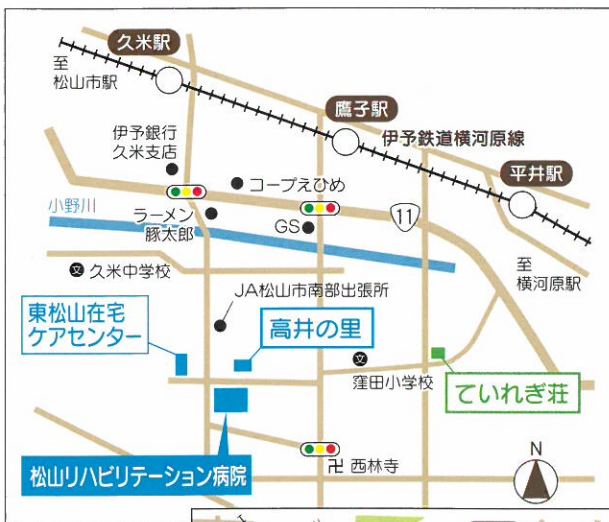 久米駅
至
松山市駅
鷹子駅
伊予鉄道横河原線
伊予銀行
久米支店
平井駅
コープえひめ
小野川
ラーメン
豚太郎
GS
11
至
横河原駅
文 久米中学校
JA松山市南部出張所
東松山在宅
ケアセンター
高井の里
文
窪田小学校
ていれぎ荘
松山リハビリテーション病院
卍 西林寺
N